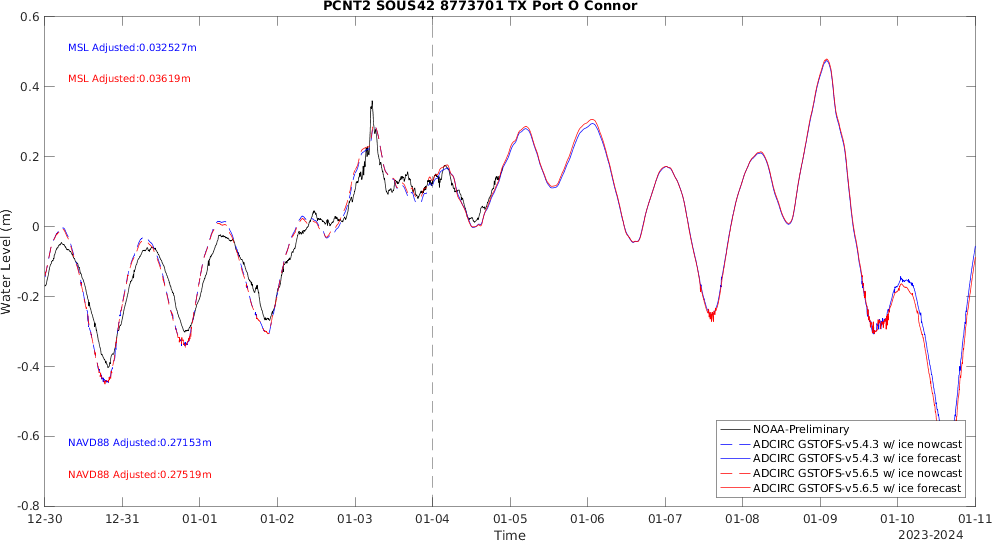 PCNT2 SOUS42 8773701 TX Port O Connor
MSL Adjusted:0.032527m
MSL Adjusted:0.03619m
NAVD88 Adjusted:0.27153m
NAVD88 Adjusted:0.27519m
Water Level (m)
0.6
0.4
0.2
0
-0.2
-0.4
-0.6
-0.8
NOAA-Preliminary
ADCIRC GSTOFS-v5.4.3 w/ ice nowcast
ADCIRC GSTOFS-v5.4.3 w/ ice forecast
ADCIRC GSTOFS-v5.6.5 w/ ice nowcast
ADCIRC GSTOFS-v5.6.5 w/ ice forecast
12-30 12-31 01-01 01-02 01-03 01-04 01-05 01-06 01-07 01-08 01-09 01-10 01-11
Time
2023-2024